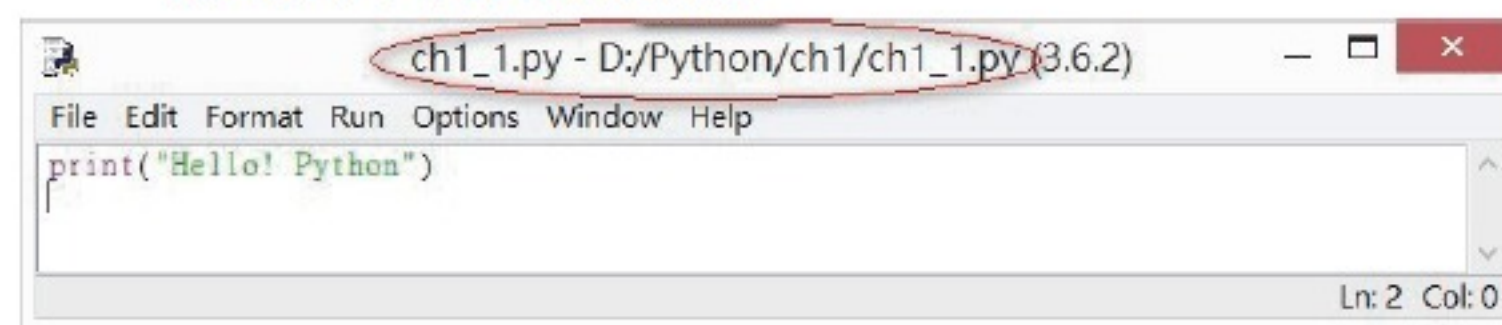 ch1_1.py - D:/Python/ch1/ch1_1.py (3.6.2)
File Edit Format Run Options Window Help
print("Hello! Python")
Ln: 2 Col: 0